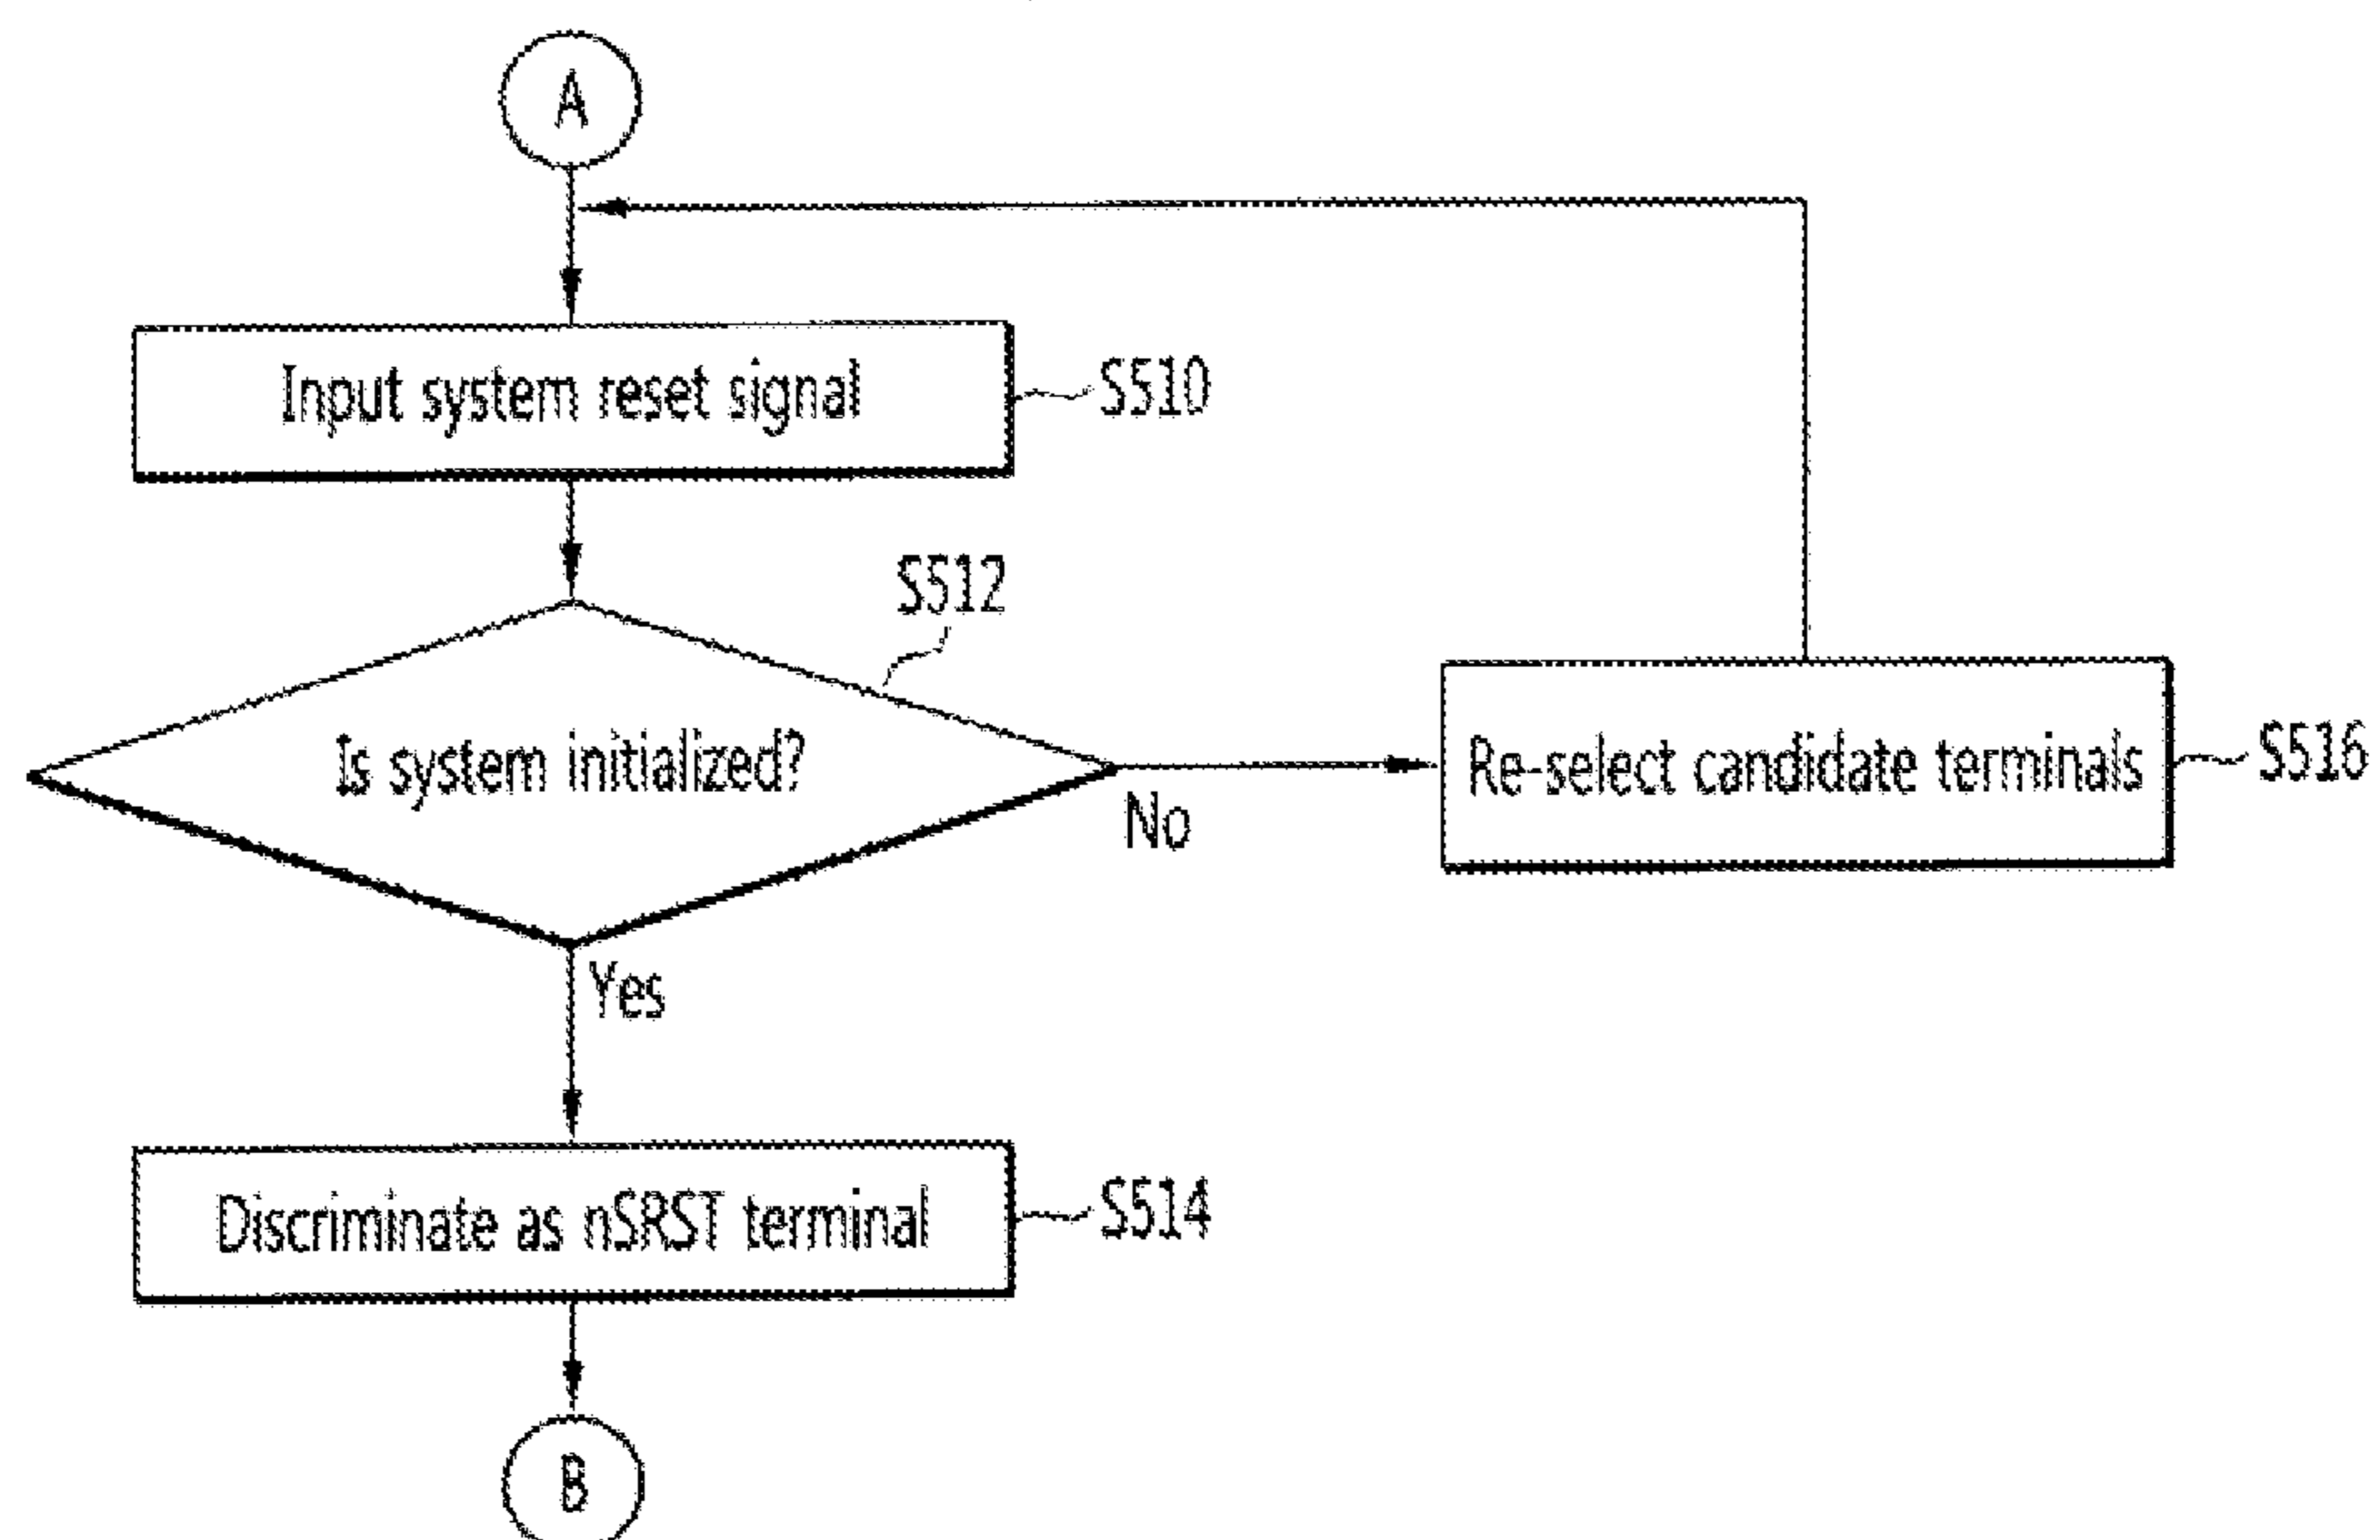 A
Input system reset signal
S510
S512
Is system initialized?
No
Re-select candidate terminals
S516
Yes
Discriminate as nSRST terminal
S514
B